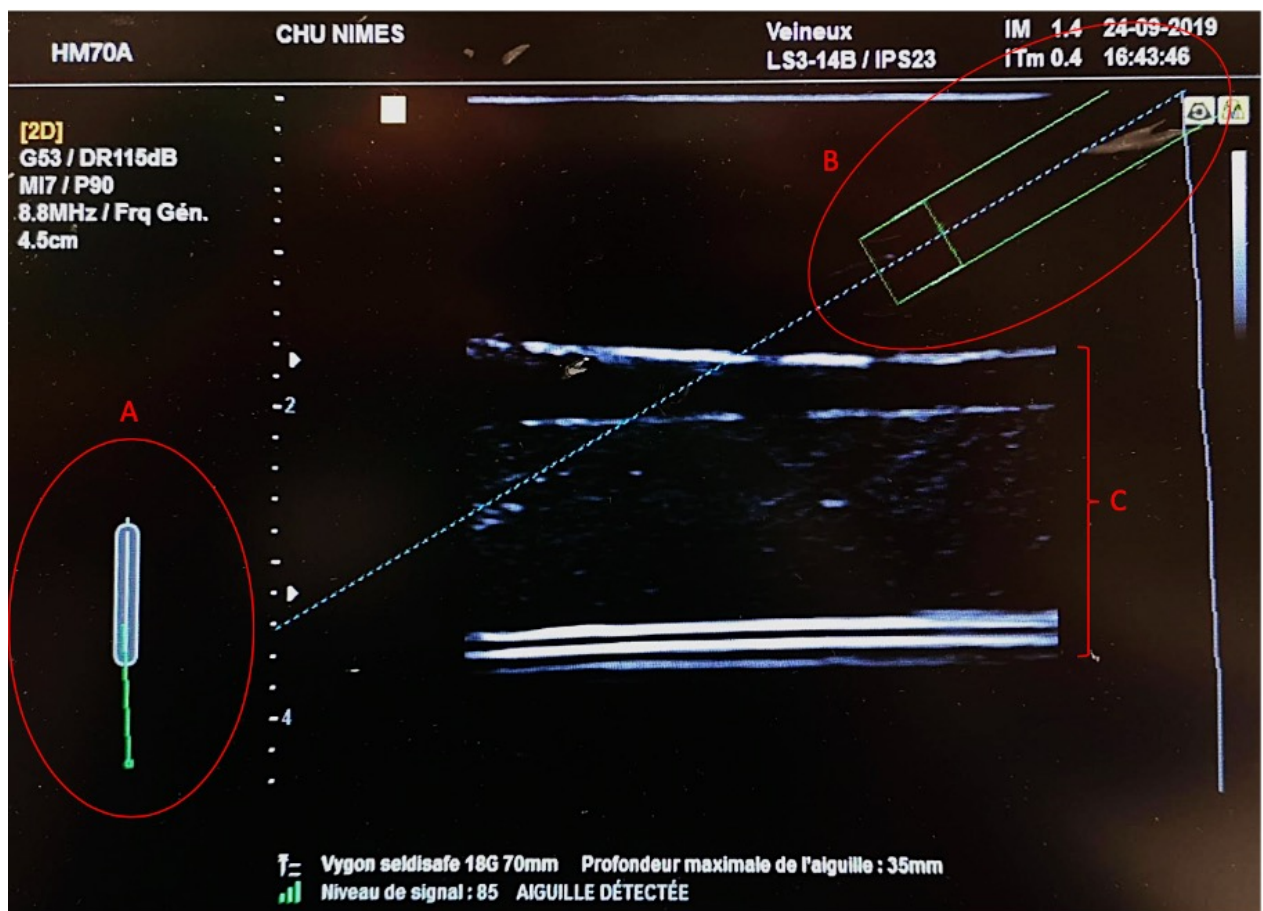 HM70A
CHU NIMES
Veineux
LS3-14B / IPS23
IM 1.4
ITm 0.4
24-09-2019
16:43:46
[2D]
G53 / DR115dB
MI7 / P90
8.8MHz / Frq Gén.
4.5cm
B
2
A
C
4
Vygon seldisafe 18G 70mm Profondeur maximale de l'aiguille : 35mm
Niveau de signal : 85 AIGUILLE DÉTECTÉE